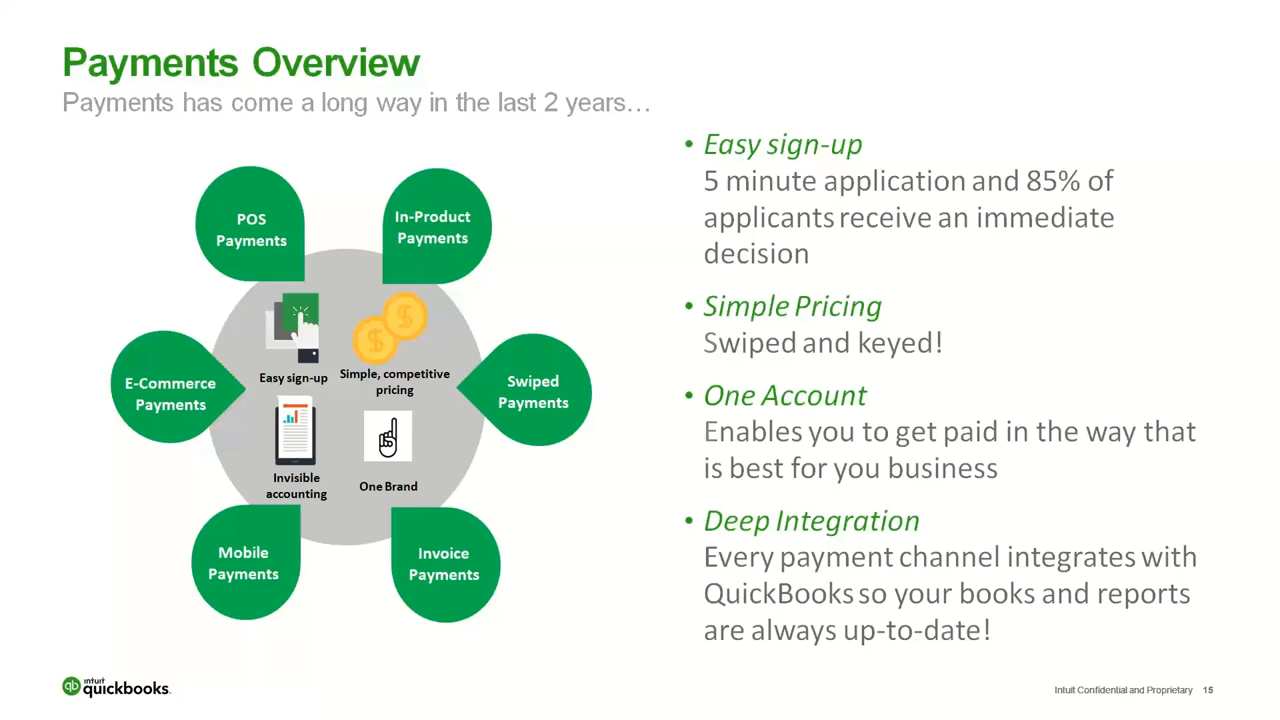 Payments Overview
Payments has come a long way in the last 2 years…
POS
Payments
In-Product
Payments
E-Commerce
Payments
Swiped
Payments
Mobile
Payments
Invoice
Payments
Easy sign-up
Simple, competitive
pricing
Invisible
accounting
One Brand
• Easy sign-up
5 minute application and 85% of
applicants receive an immediate
decision
• Simple Pricing
Swiped and keyed!
• One Account
Enables you to get paid in the way that
is best for you business
• Deep Integration
Every payment channel integrates with
QuickBooks so your books and reports
are always up-to-date!
qb intuit
quickbooks.
Intuit Confidential and Proprietary 15